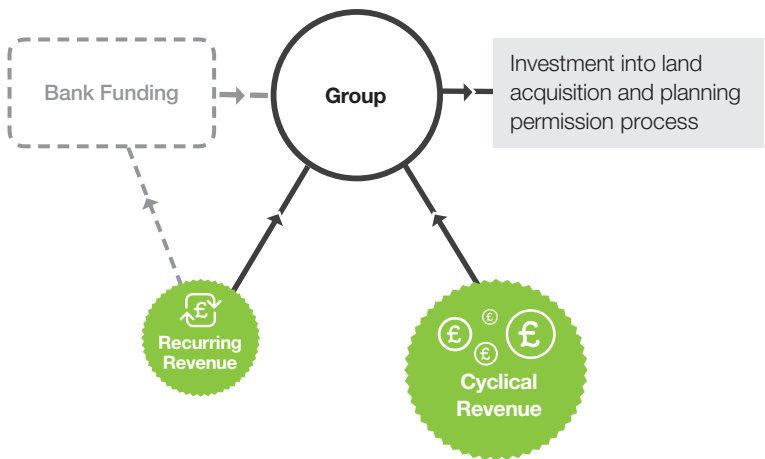 Bank Funding
Group
Investment into land
acquisition and planning
permission process
£
Recurring
Revenue
£
£
£
£
Cyclical
Revenue